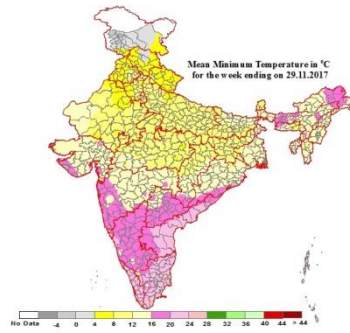 Mean Minimum Temperature in °C
for the week ending on 29.11.2017
No Data -4 0 4 8 12 16 20 24 28 32 36 40 44 > 44